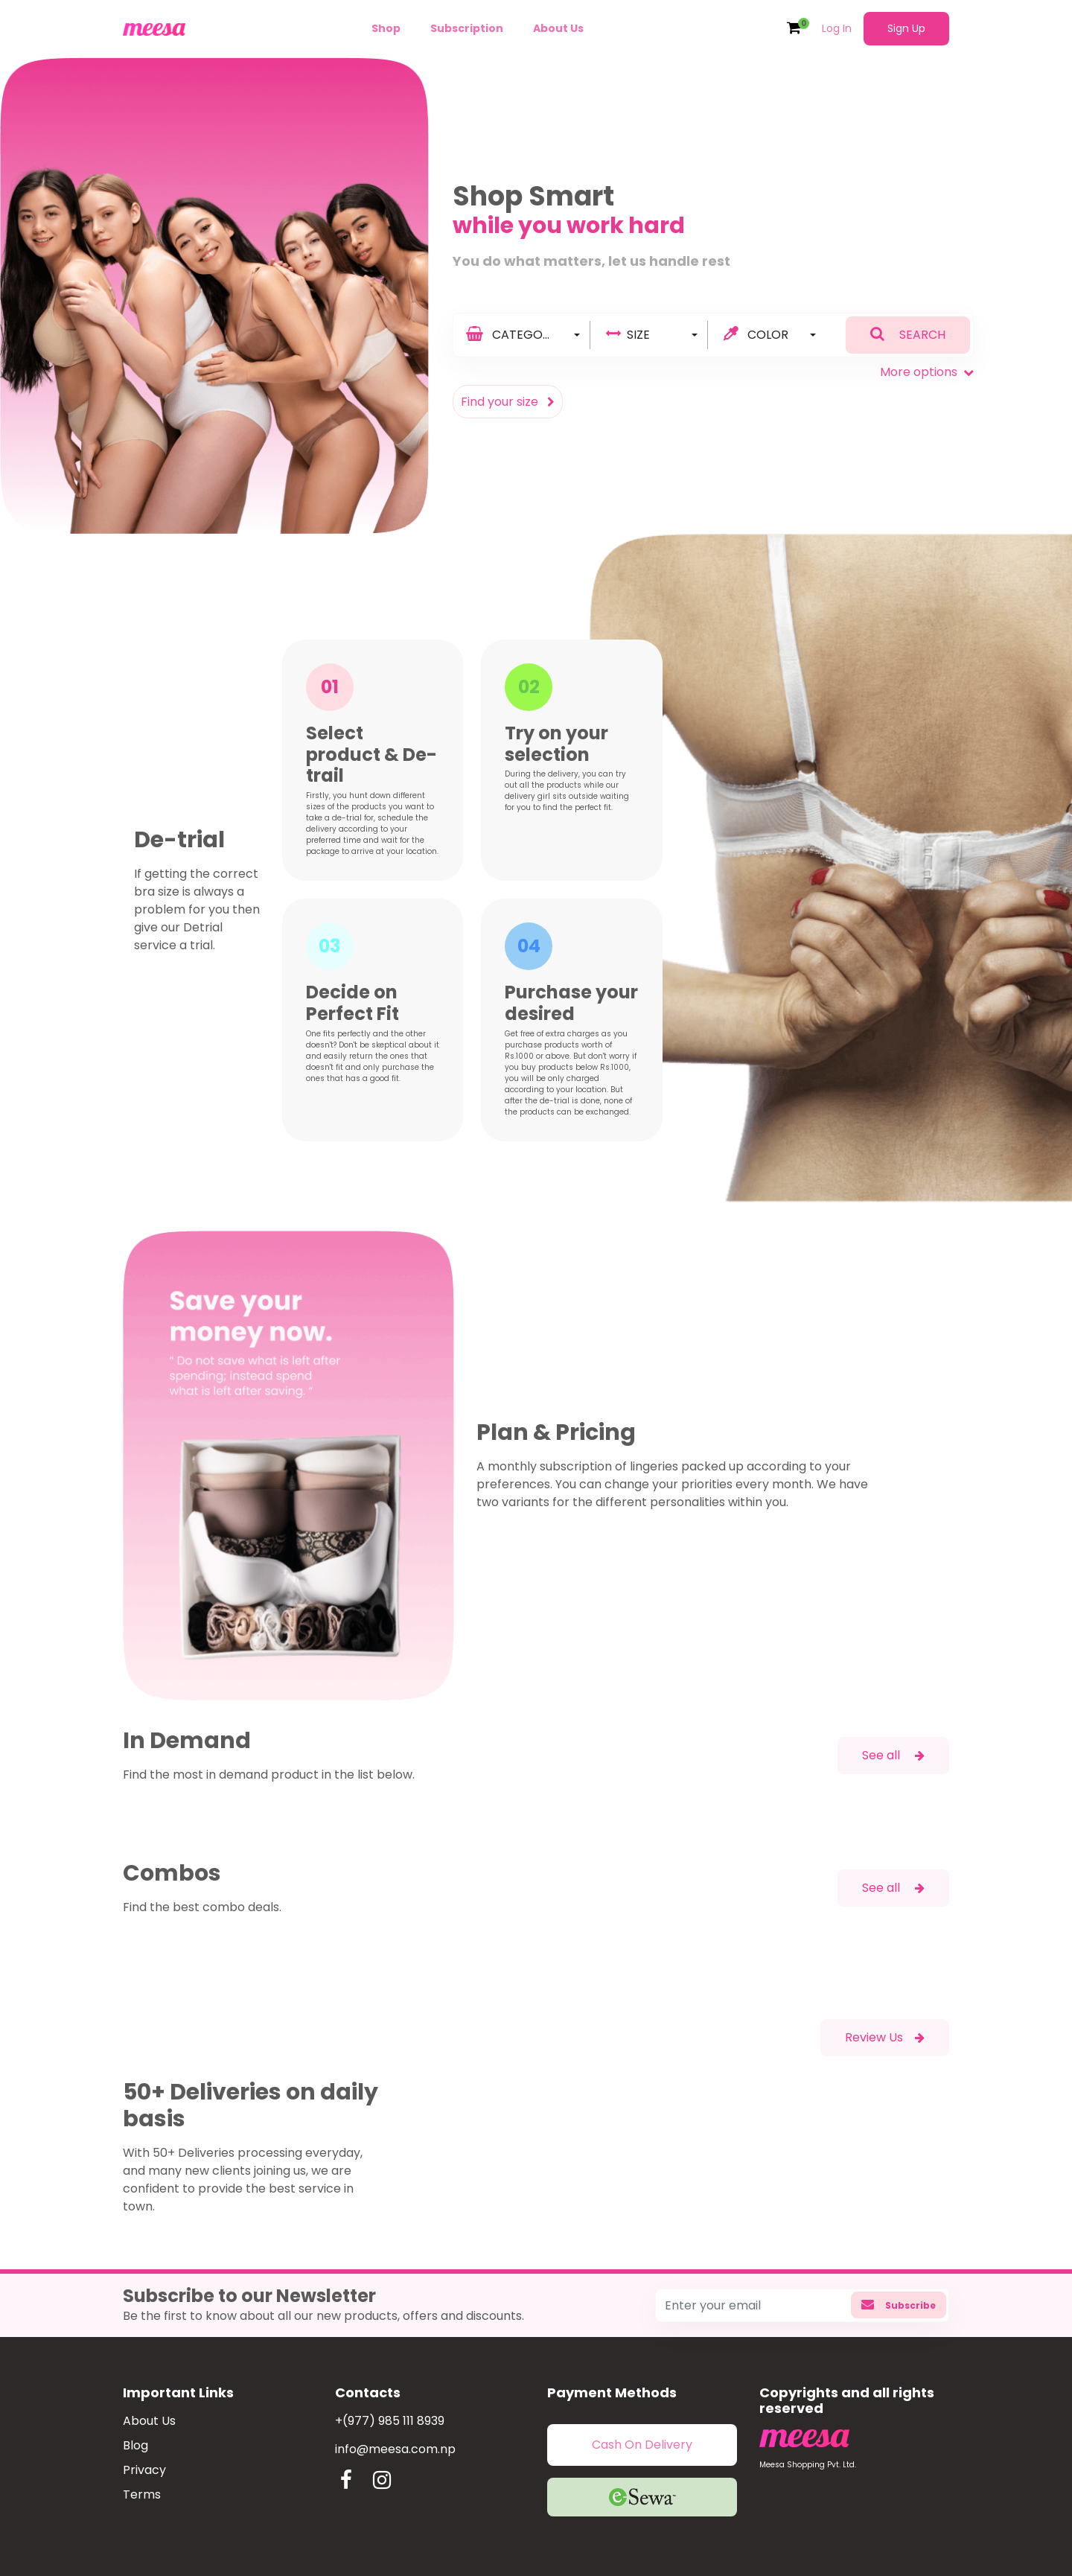 meesa
Shop
Subscription
About Us
0
Log In
Sign Up
Shop Smart
while you work hard
You do what matters, let us handle rest
CATEGO...
SIZE
COLOR
SEARCH
More options
Find your size
De-trial
If getting the correct
bra size is always a
problem for you then
give our Detrial
service a trial.
01
Select
product & De-
trail
Firstly, you hunt down different
sizes of the products you want to
take a de-trial for, schedule the
delivery according to your
preferred time and wait for the
package to arrive at your location.
02
Try on your
selection
During the delivery, you can try
out all the products while our
delivery girl sits outside waiting
for you to find the perfect fit.
03
Decide on
Perfect Fit
One fits perfectly and the other
doesn't? Don't be skeptical about it
and easily return the ones that
doesn't fit and only purchase the
ones that has a good fit.
04
Purchase your
desired
Get free of extra charges as you
purchase products worth of
Rs.1000 or above. But don't worry if
you buy products below Rs.1000,
you will be only charged
according to your location. But
after the de-trial is done, none of
the products can be exchanged.
Save your
money now.
" Do not save what is left after
spending; instead spend
what is left after saving. "
Plan & Pricing
A monthly subscription of lingeries packed up according to your
preferences. You can change your priorities every month. We have
two variants for the different personalities within you.
In Demand
Find the most in demand product in the list below.
See all
Combos
Find the best combo deals.
See all
Review Us
50+ Deliveries on daily
basis
With 50+ Deliveries processing everyday,
and many new clients joining us, we are
confident to provide the best service in
town.
Subscribe to our Newsletter
Be the first to know about all our new products, offers and discounts.
Enter your email
Subscribe
Important Links
About Us
Blog
Privacy
Terms
Contacts
+(977) 985 111 8939
info@meesa.com.np
Payment Methods
Cash On Delivery
eSewa
Copyrights and all rights
reserved
meesa
Meesa Shopping Pvt. Ltd.